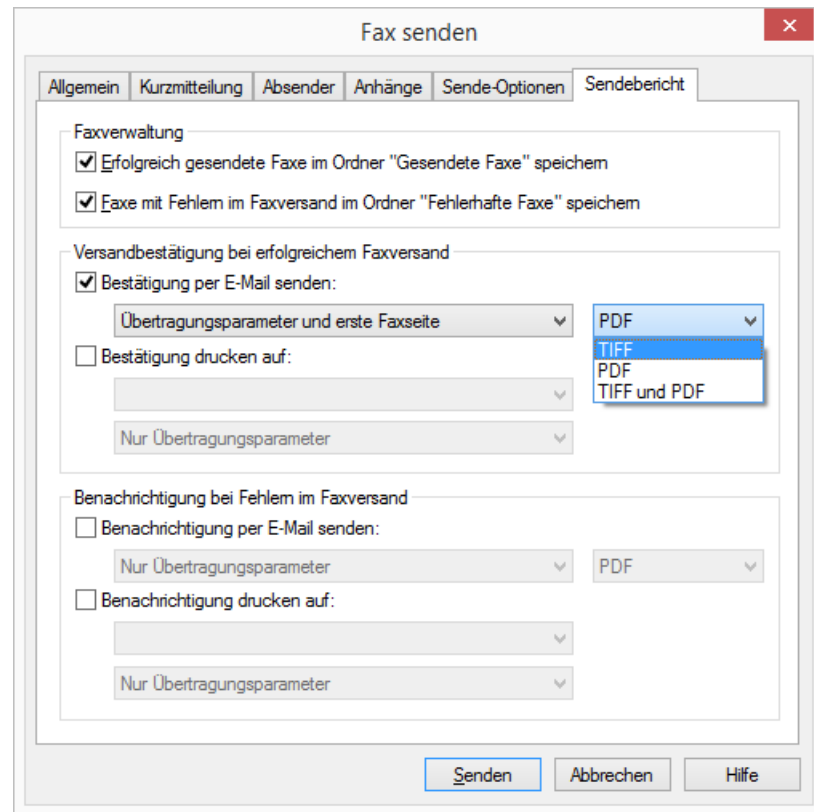 Fax senden
Allgemein Kurzmitteilung Absender Anhänge Sende-Optionen Sendebericht
Faxverwaltung
Erfolgreich gesendete Faxe im Ordner "Gesendete Faxe" speichern
Faxe mit Fehlern im Faxversand im Ordner "Fehlerhafte Faxe" speichern
Versandbestätigung bei erfolgreichem Faxversand
Bestätigung per E-Mail senden:
Übertragungsparameter und erste Faxseite PDF
TIFF
PDF
TIFF und PDF
Bestätigung drucken auf:
Nur Übertragungsparameter
Benachrichtigung bei Fehlern im Faxversand
Benachrichtigung per E-Mail senden:
Nur Übertragungsparameter PDF
Benachrichtigung drucken auf:
Nur Übertragungsparameter
Senden Abbrechen Hilfe